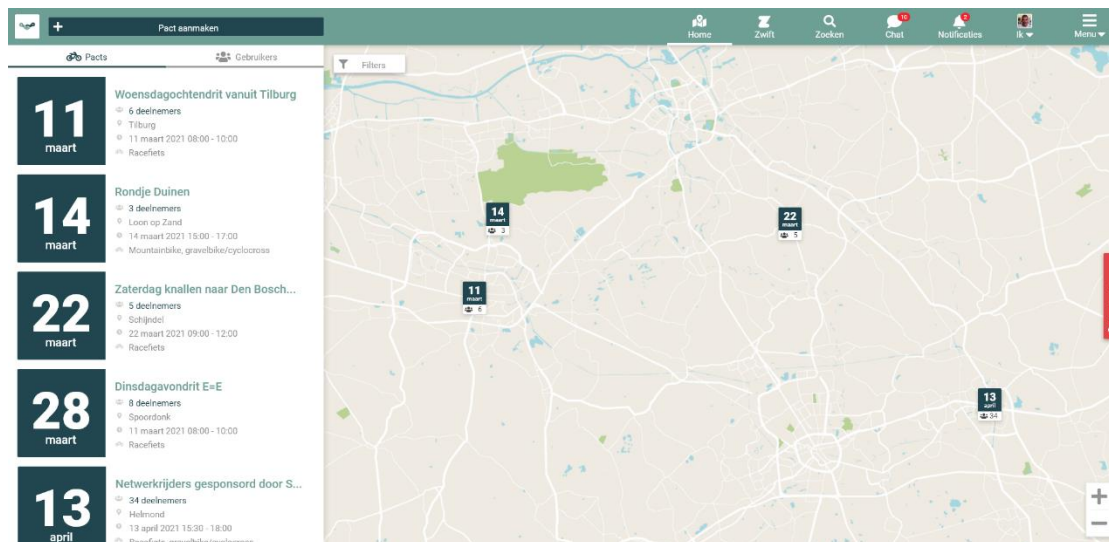 + Pact aanmaken
Home
Zwift
Zoeken
10
Chat
Notificaties
Ik
Menu
Pacts
Gebruikers
Filters
11
maart
Woensdagochtendrit vanuit Tilburg
6 deelnemers
Tilburg
11 maart 2021 08:00 - 10:00
Racefiets
14
maart
Rondje Duinen
3 deelnemers
Loon op Zand
14 maart 2021 15:00 - 17:00
Mountainbike, gravelbike/cyclocross
22
maart
Zaterdag knallen naar Den Bosch...
5 deelnemers
Schijndel
22 maart 2021 09:00 - 12:00
Racefiets
28
maart
Dinsdagavondrit E=E
8 deelnemers
Spoordonk
11 maart 2021 08:00 - 10:00
Racefiets
13
april
Netwerkrijders gesponsord door S...
34 deelnemers
Helmond
13 april 2021 15:30 - 18:00
Racefiets, gravelbike/cyclocross
14
maart
3
22
maart
5
11
maart
6
13
april
34
+
−